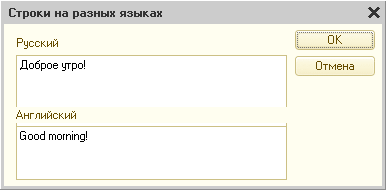 Строки на разных языках
Русский
OK
Доброе утро!
Отмена
Английский
Good morning!